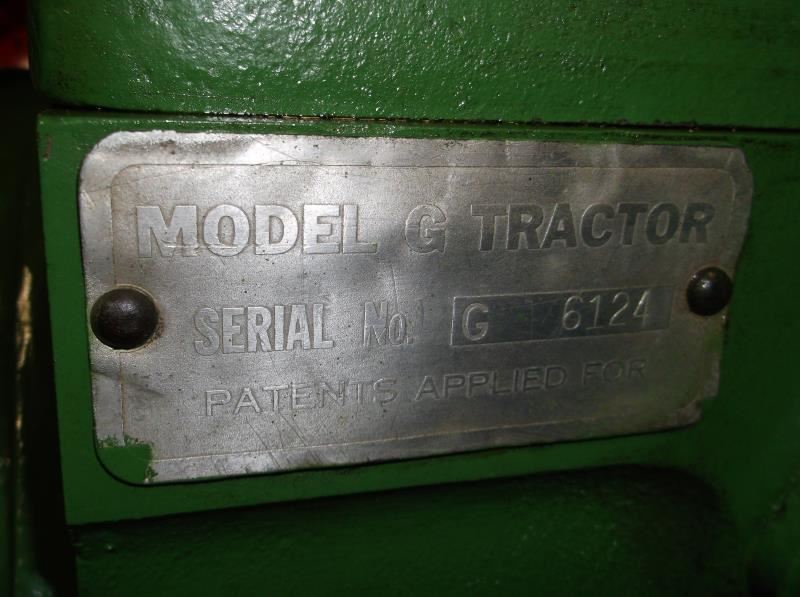 MODEL G TRACTOR
SERIAL No. G 6124
PATENTS APPLIED FOR